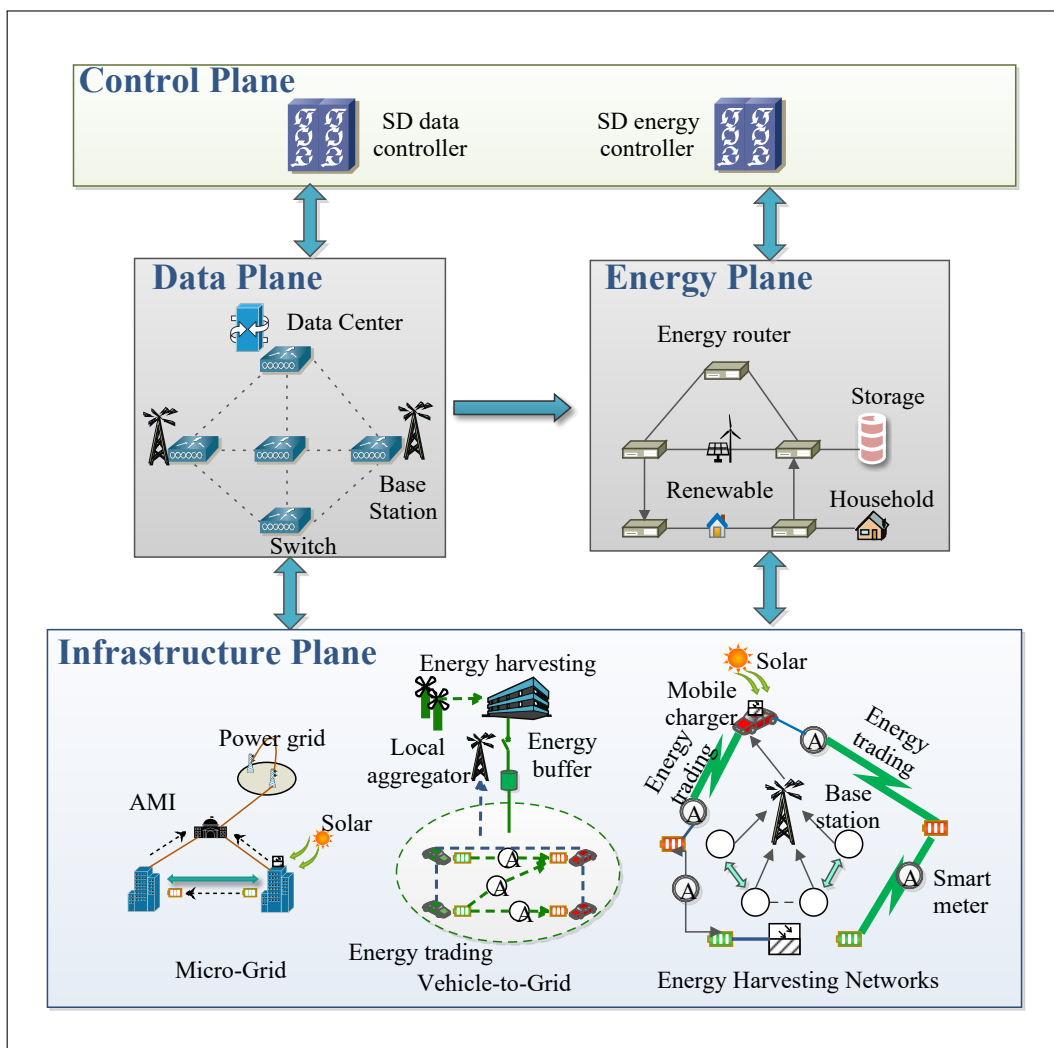 Control Plane
SD data
controller
SD energy
controller
Data Plane
Data Center
Base
Station
Switch
Energy Plane
Energy router
Storage
Renewable
Household
Infrastructure Plane
Power grid
AMI
Solar
Micro-Grid
Energy harvesting
Local
aggregator
Energy
buffer
A
A
A
Energy trading
Vehicle-to-Grid
Solar
Mobile
charger
A
Energy
trading
Energy
trading
A
Base
station
A
A
Smart
meter
Energy Harvesting Networks